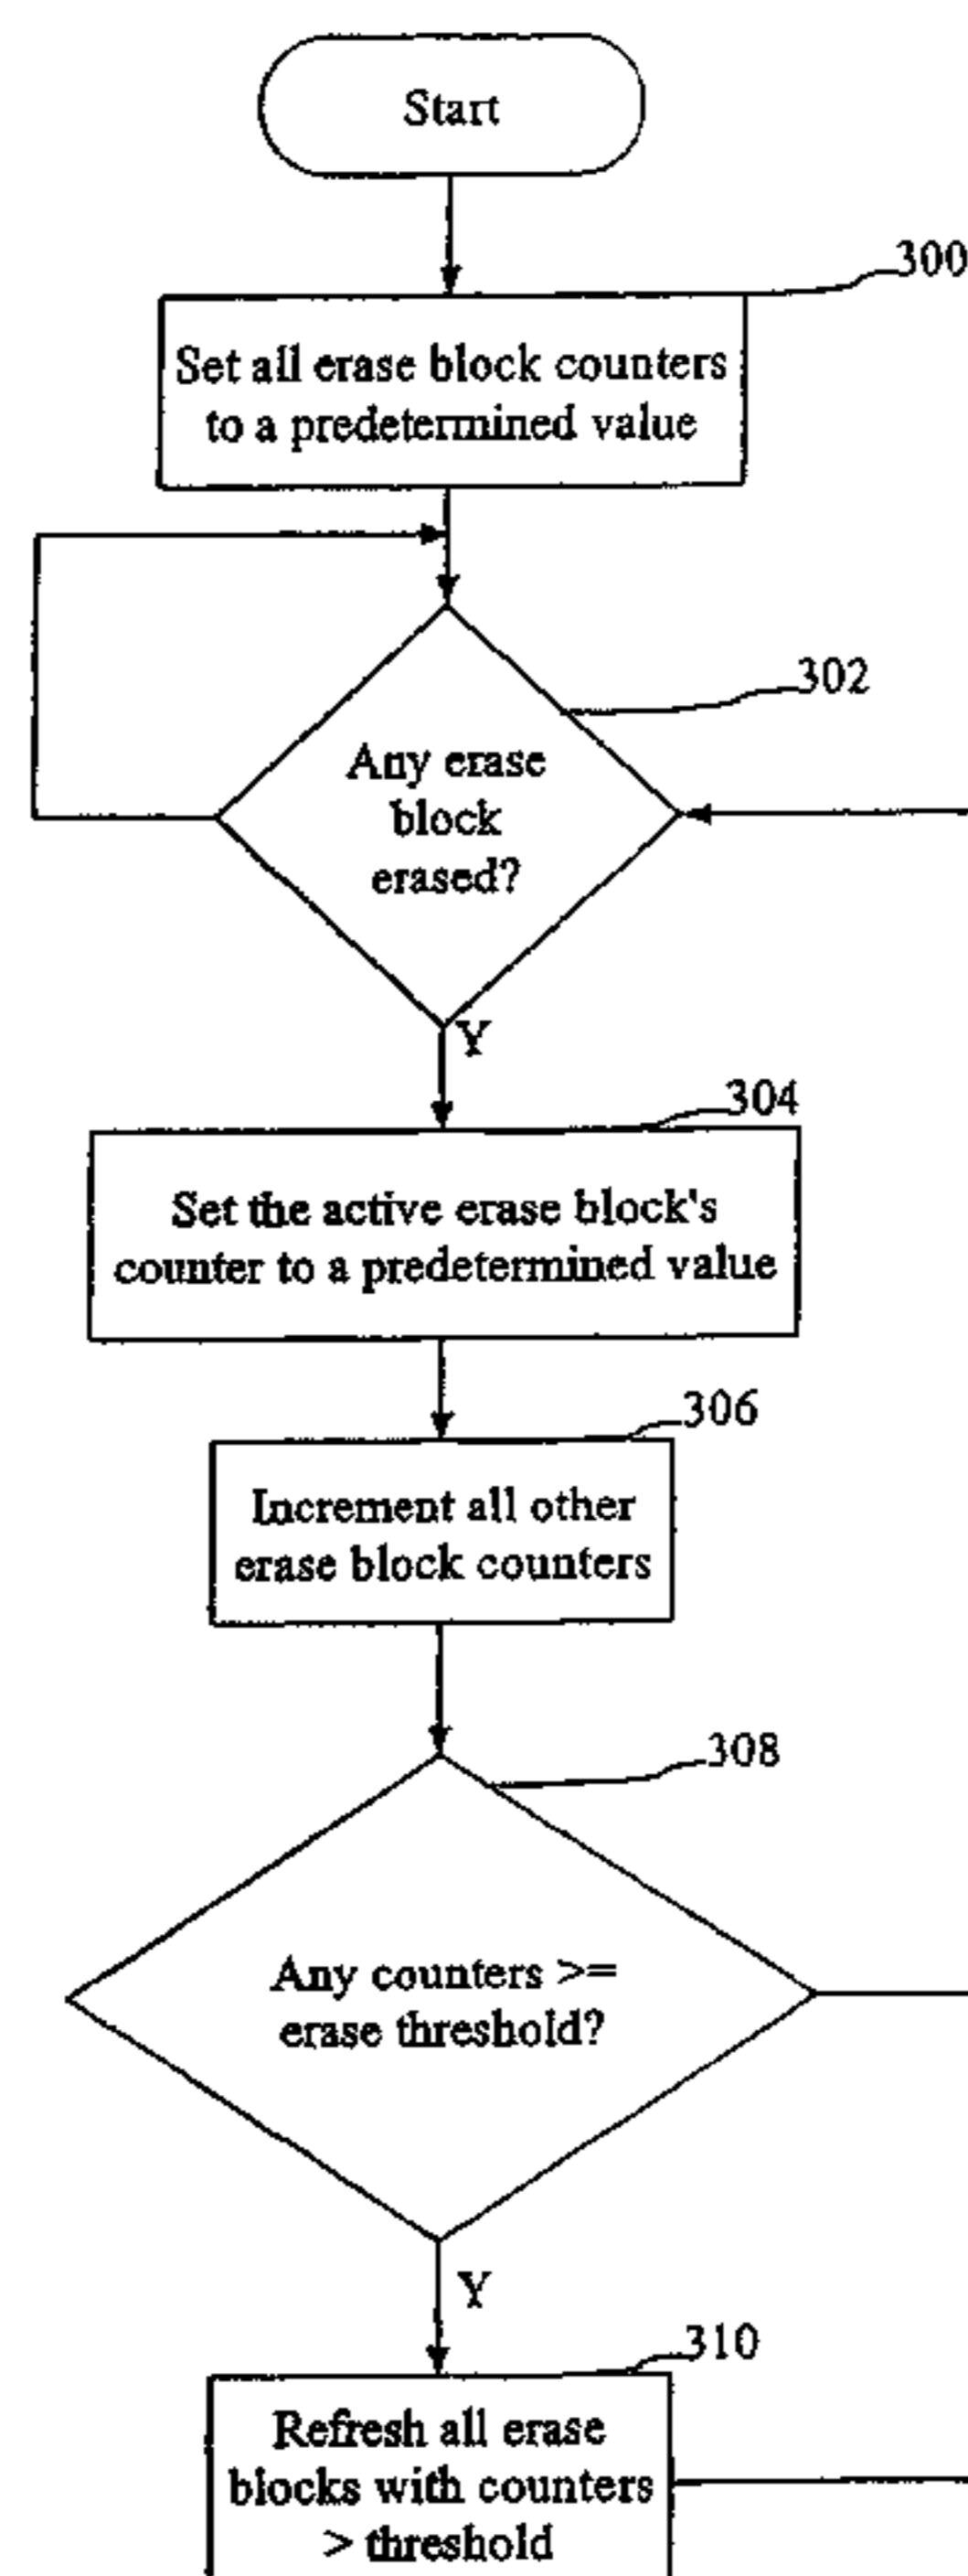 Start
300
Set all erase block counters
to a predetermined value
302
Any erase
block
erased?
Y
304
Set the active erase block's
counter to a predetermined value
306
Increment all other
erase block counters
308
Any counters >=
erase threshold?
Y
310
Refresh all erase
blocks with counters
> threshold